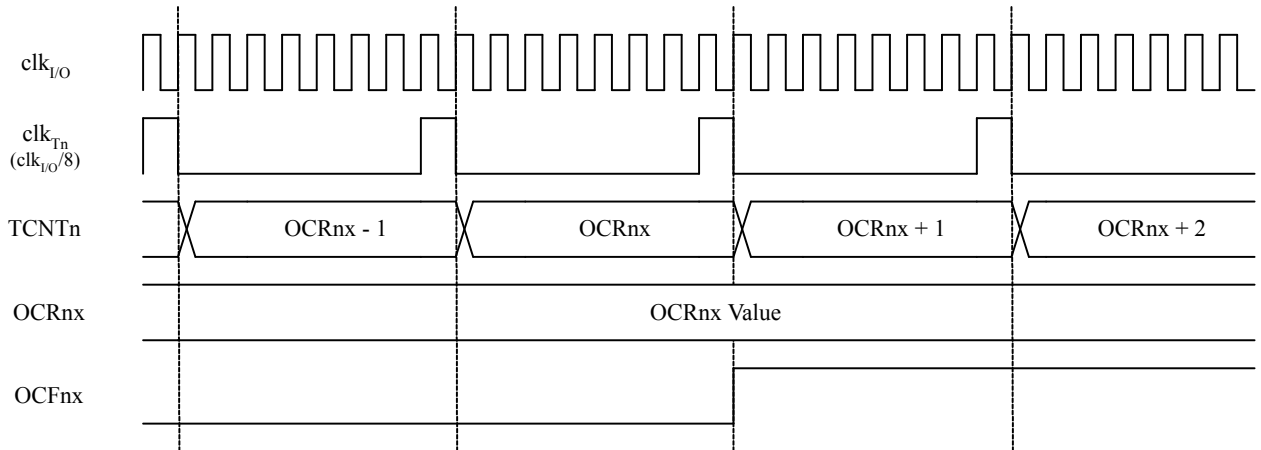 clkI/O
clkTn
(clkI/O/8)
TCNTn OCRnx - 1 OCRnx OCRnx + 1 OCRnx + 2
OCRnx OCRnx Value
OCFnx